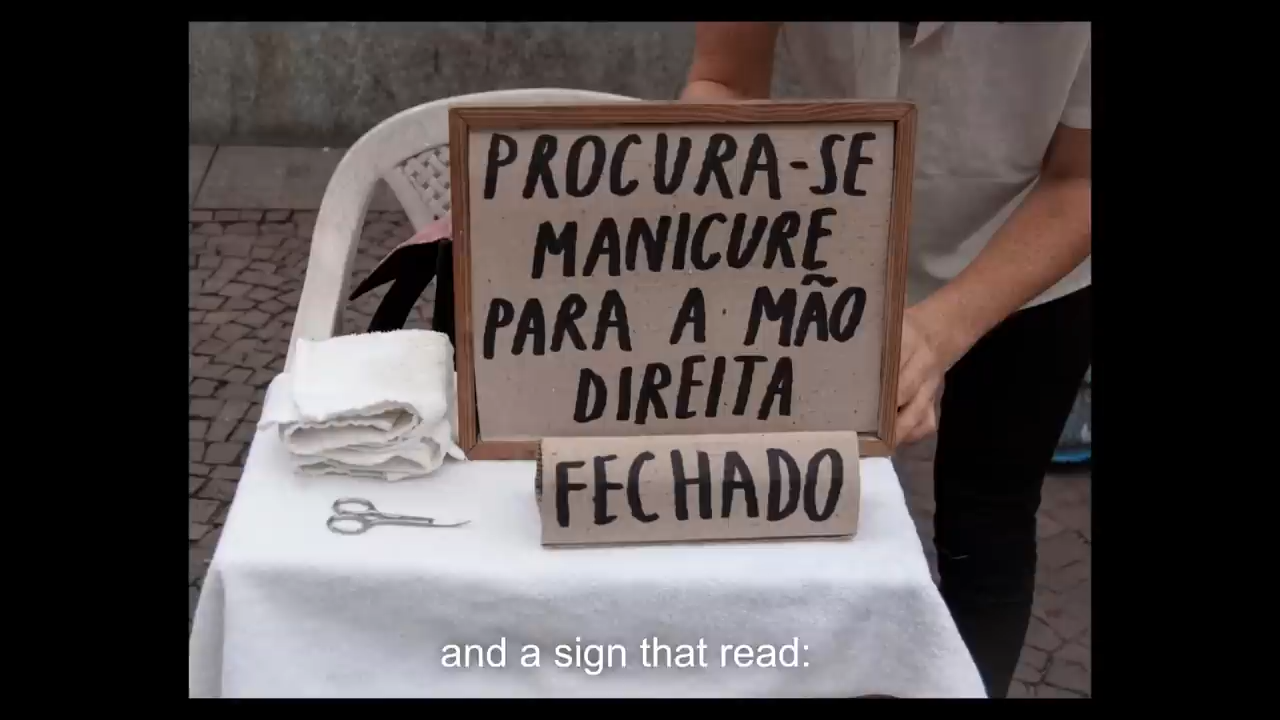 PROCURA-SE
MANICURE
PARA A MÃO
DIREITA
FECHADO
and a sign that read: